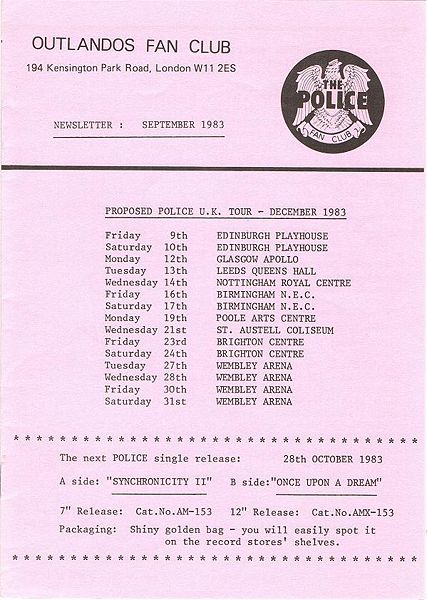 OUTLANDOS FAN CLUB
194 Kensington Park Road, London W11 2ES
THE
POLICE
FAN CLUB
NEWSLETTER : SEPTEMBER 1983
PROPOSED POLICE U.K. TOUR - DECEMBER 1983
Friday 9th EDINBURGH PLAYHOUSE
Saturday 10th EDINBURGH PLAYHOUSE
Monday 12th GLASGOW APOLLO
Tuesday 13th LEEDS QUEENS HALL
Wednesday 14th NOTTINGHAM ROYAL CENTRE
Friday 16th BIRMINGHAM N.E.C.
Saturday 17th BIRMINGHAM N.E.C.
Monday 19th POOLE ARTS CENTRE
Wednesday 21st ST. AUSTELL COLISEUM
Friday 23rd BRIGHTON CENTRE
Saturday 24th BRIGHTON CENTRE
Tuesday 27th WEMBLEY ARENA
Wednesday 28th WEMBLEY ARENA
Friday 30th WEMBLEY ARENA
Saturday 31st WEMBLEY ARENA
* * * * * * * * * * * * * * * * * * * * * * * * * * * * * * * * * * *
The next POLICE single release: 28th OCTOBER 1983
A side: "SYNCHRONICITY II" B side:"ONCE UPON A DREAM"
7" Release: Cat.No.AM-153 12" Release: Cat.No.AMX-153
Packaging: Shiny golden bag - you will easily spot it
on the record stores' shelves.
* * * * * * * * * * * * * * * * * * * * * * * * * * * * * * * * * * *